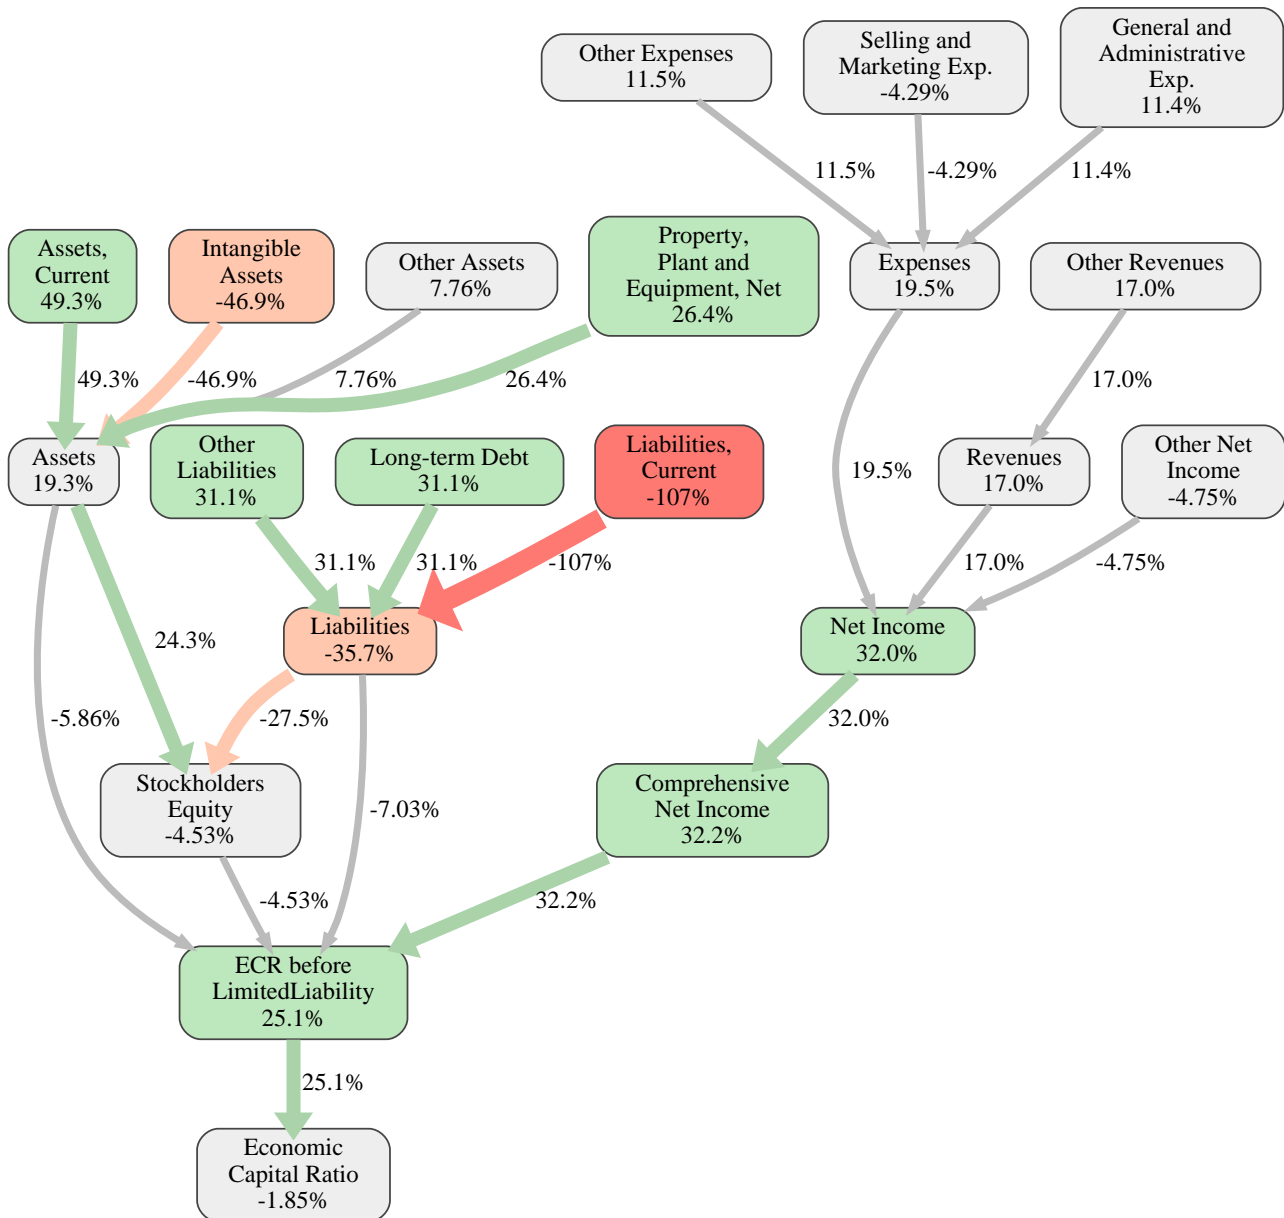 Other Expenses
11.5%
Selling and
Marketing Exp.
-4.29%
General and
Administrative
Exp.
11.4%
11.5%
-4.29%
11.4%
Assets,
Current
49.3%
Intangible
Assets
-46.9%
Other Assets
7.76%
Property,
Plant and
Equipment, Net
26.4%
Expenses
19.5%
Other Revenues
17.0%
49.3%
-46.9%
7.76%
26.4%
17.0%
Assets
19.3%
Other
Liabilities
31.1%
Long-term Debt
31.1%
Liabilities,
Current
-107%
19.5%
Revenues
17.0%
Other Net
Income
-4.75%
31.1%
31.1%
-107%
17.0%
-4.75%
24.3%
Liabilities
-35.7%
Net Income
32.0%
-5.86%
-27.5%
32.0%
Stockholders
Equity
-4.53%
-7.03%
Comprehensive
Net Income
32.2%
-4.53%
32.2%
ECR before
LimitedLiability
25.1%
25.1%
Economic
Capital Ratio
-1.85%